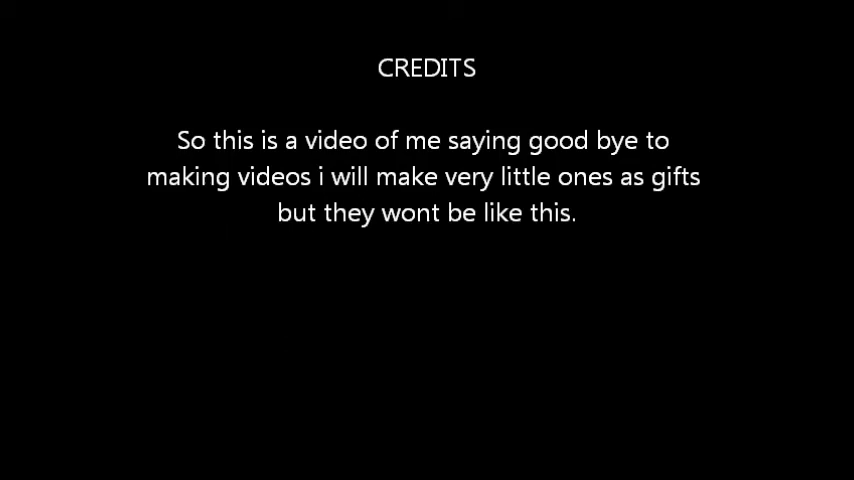 CREDITS
So this is a video of me saying good bye to
making videos i will make very little ones as gifts
but they wont be like this.